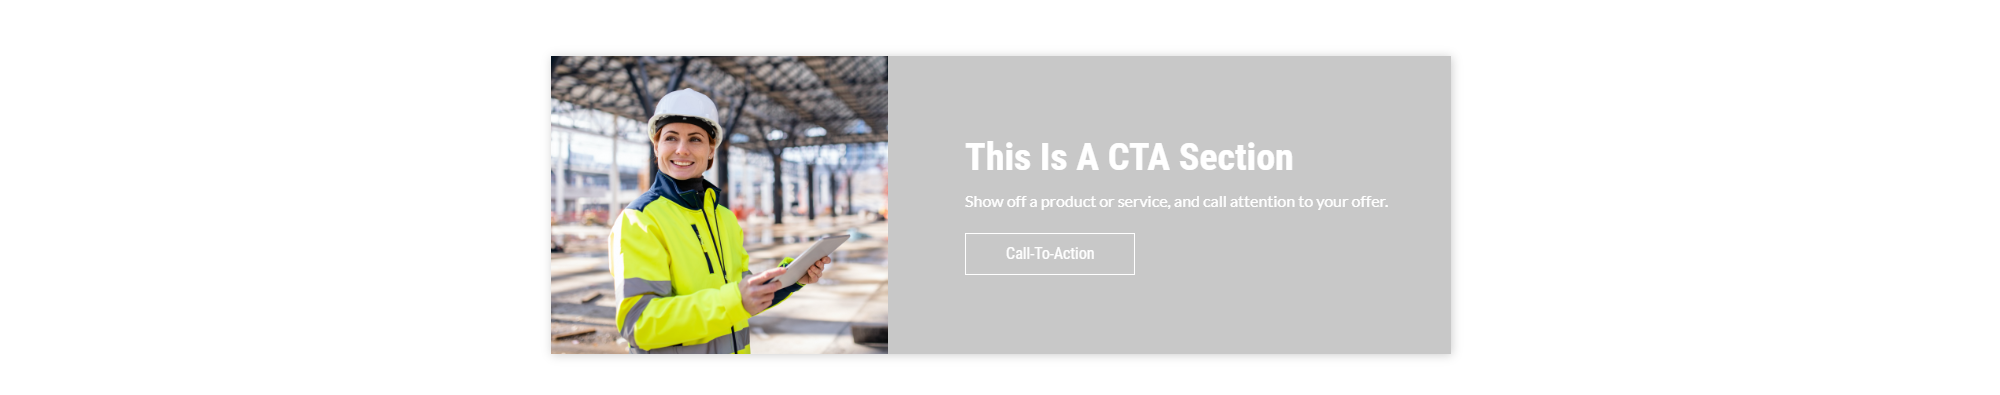 This Is A CTA Section
Show off a product or service, and call attention to your offer.
Call-To-Action